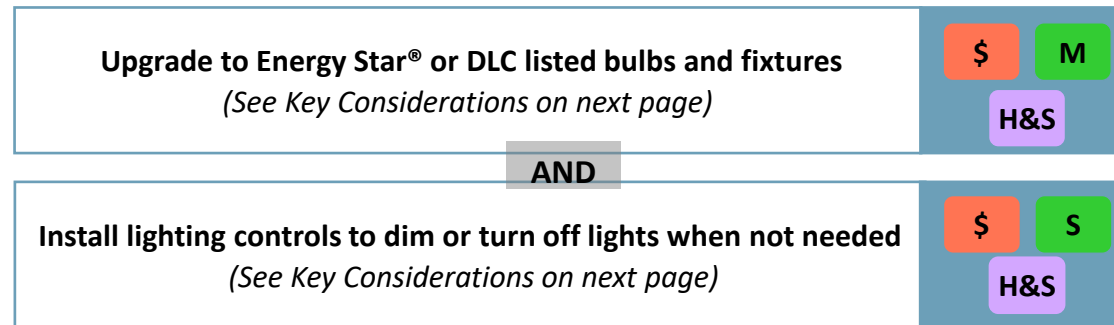 Upgrade to Energy Star® or DLC listed bulbs and fixtures
(See Key Considerations on next page)
$ M
H&S
AND
Install lighting controls to dim or turn off lights when not needed
(See Key Considerations on next page)
$ S
H&S